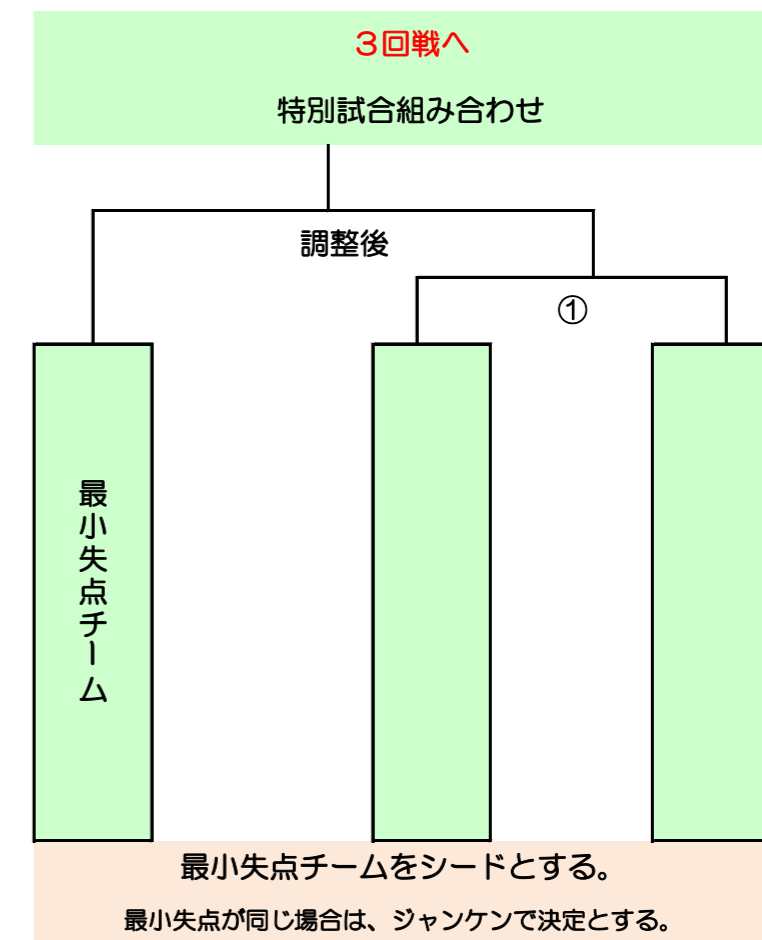 ３回戦へ
特別試合組み合わせ
調整後
①
最小失点チーム
最小失点チームをシードとする。
最小失点が同じ場合は、ジャンケンで決定とする。